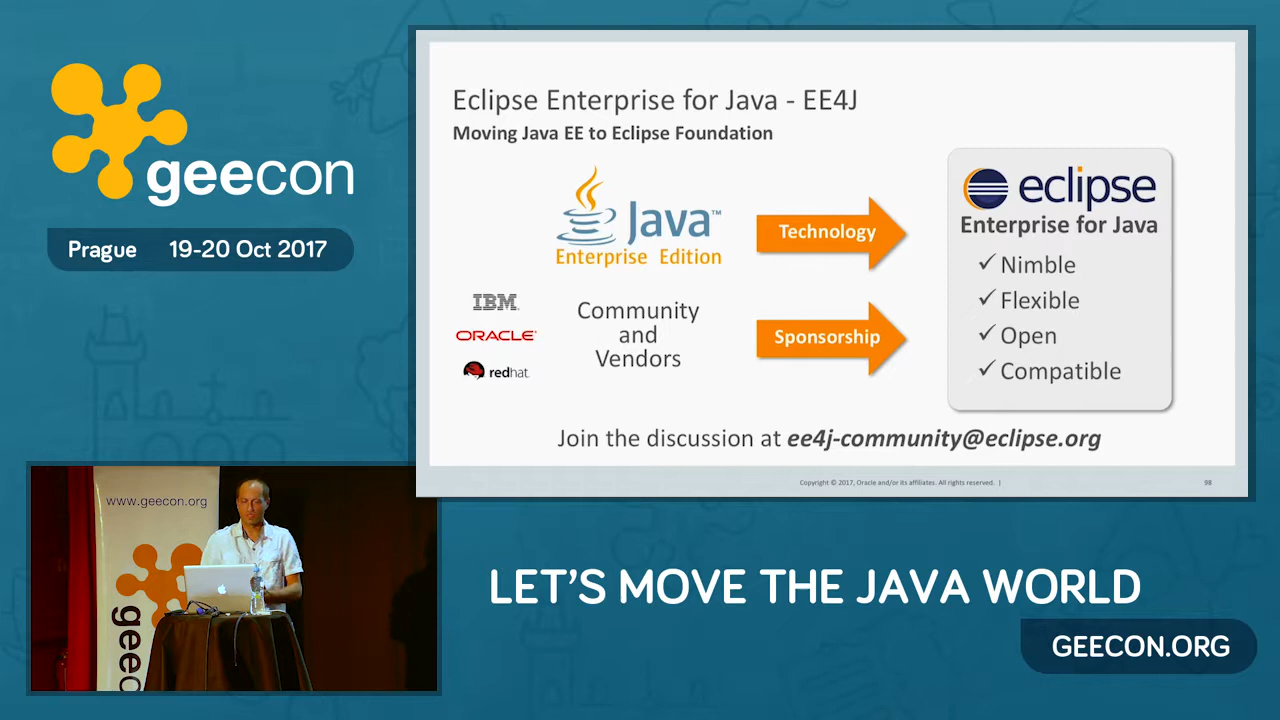 geecon
Prague 19-20 Oct 2017
Eclipse Enterprise for Java - EE4J
Moving Java EE to Eclipse Foundation
Java™
Enterprise Edition
Technology
eclipse
Enterprise for Java
✓ Nimble
✓ Flexible
✓ Open
✓ Compatible
IBM
ORACLE
redhat.
Community
and
Vendors
Sponsorship
Join the discussion at ee4j-community@eclipse.org
Copyright © 2017, Oracle and/or its affiliates. All rights reserved. |
98
www.geecon.org
geec
LET'S MOVE THE JAVA WORLD
GEECON.ORG